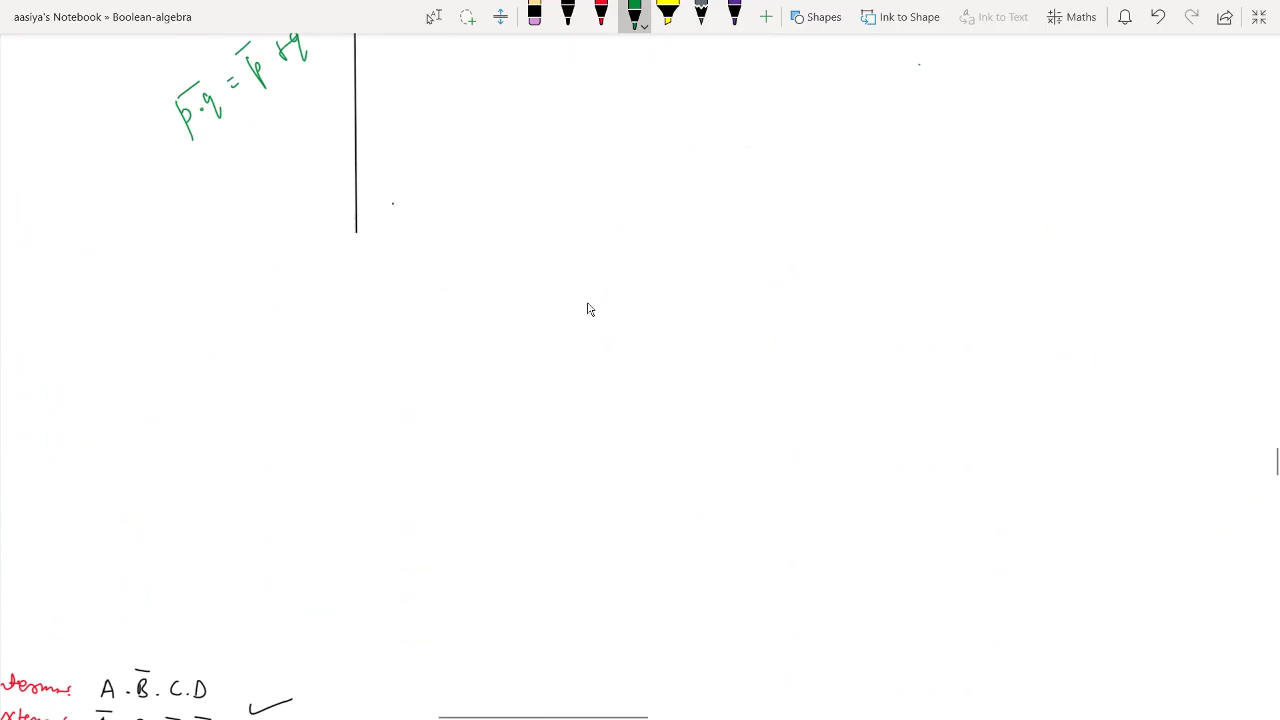 aasiya's Notebook » Boolean-algebra
Shapes
Ink to Shape
Ink to Text
Maths
p̅.q = p̅ + q
A . B̅ . C . D